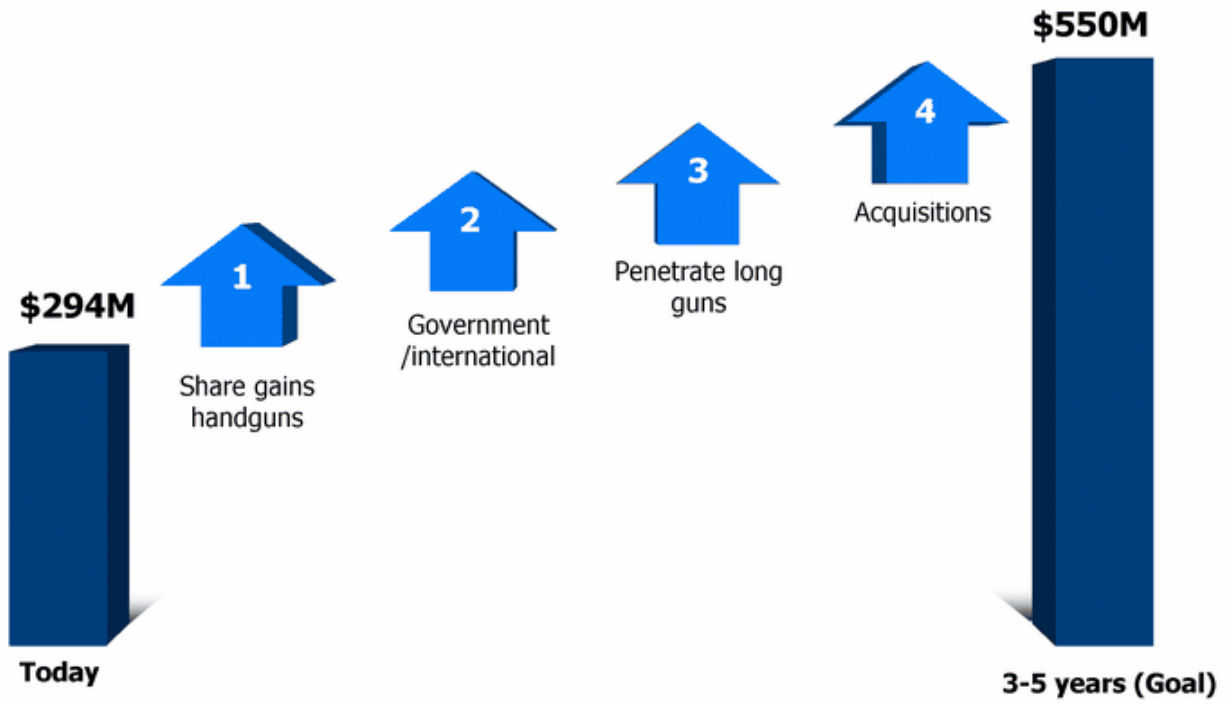 $550M
4
Acquisitions
3
Penetrate long
guns
2
Government
/international
1
Share gains
handguns
$294M
Today
3-5 years (Goal)